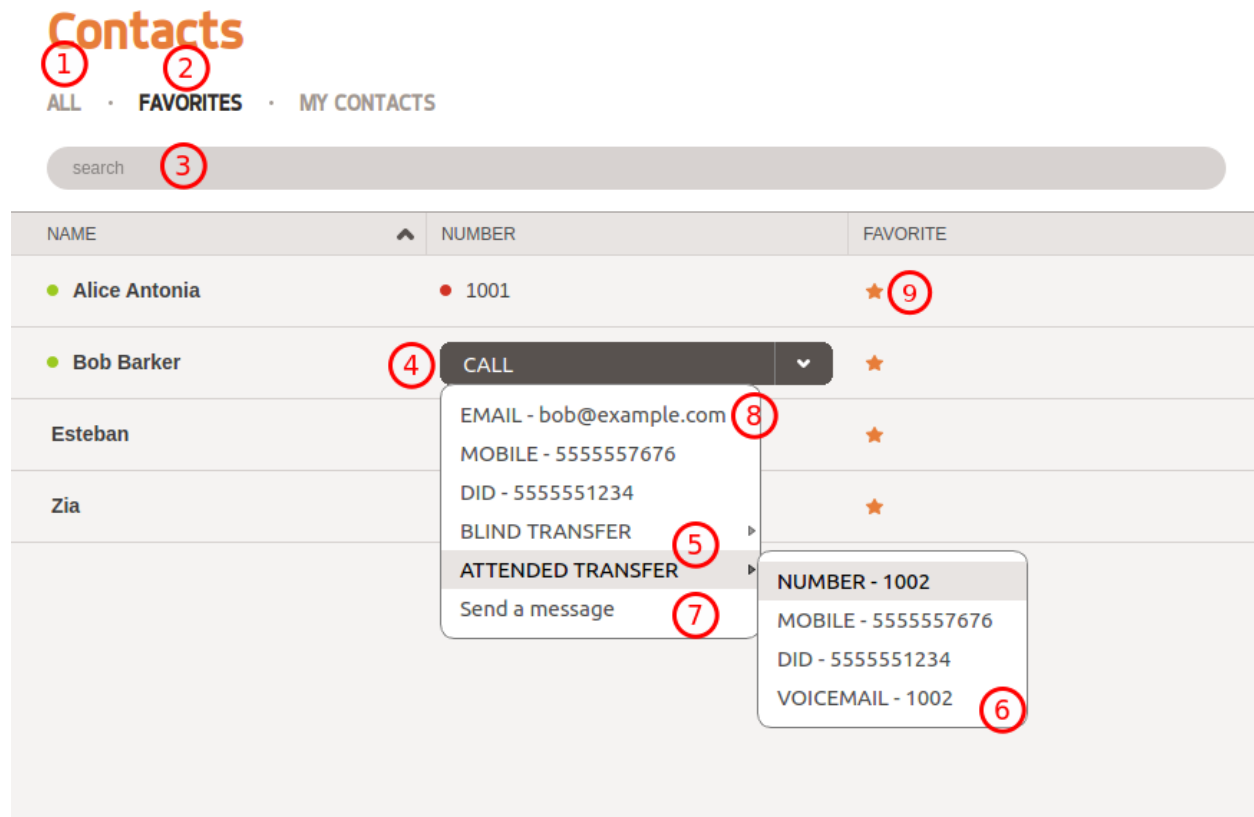 Contacts
1 2
ALL · FAVORITES · MY CONTACTS
search 3
NAME NUMBER FAVORITE
Alice Antonia 1001 9
Bob Barker 4 CALL
EMAIL - bob@example.com 8
Esteban
MOBILE - 5555557676
DID - 5555551234
Zia
BLIND TRANSFER 5
ATTENDED TRANSFER
NUMBER - 1002
Send a message 7
MOBILE - 5555557676
DID - 5555551234
VOICEMAIL - 1002 6